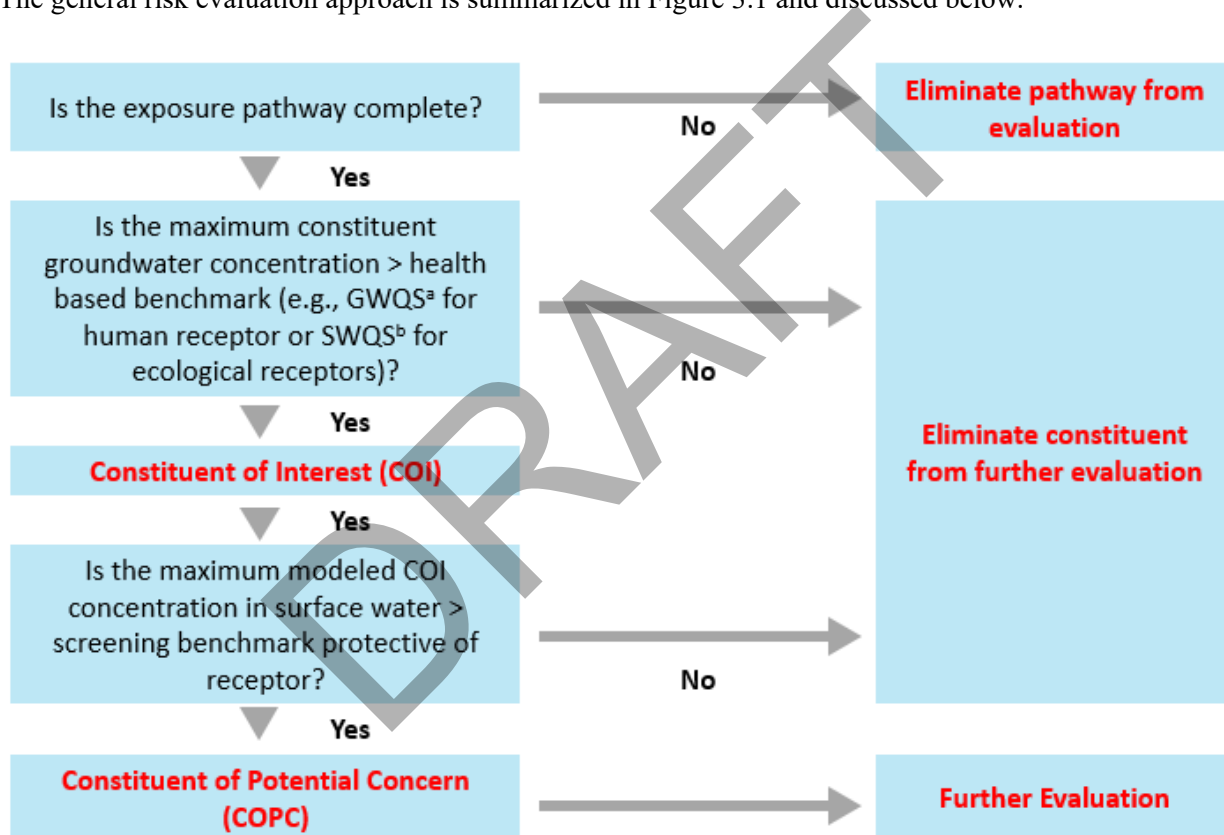 The general risk evaluation approach is summarized in Figure 3.1 and discussed below.
Is the exposure pathway complete?
No
Eliminate pathway from
evaluation
Yes
Is the maximum constituent
groundwater concentration > health
based benchmark (e.g., GWQSᵃ for
human receptor or SWQSᵇ for
ecological receptors)?
No
Eliminate constituent
from further evaluation
Yes
Constituent of Interest (COI)
Yes
Is the maximum modeled COI
concentration in surface water >
screening benchmark protective of
receptor?
No
Yes
Constituent of Potential Concern
(COPC)
Further Evaluation
DRAFT